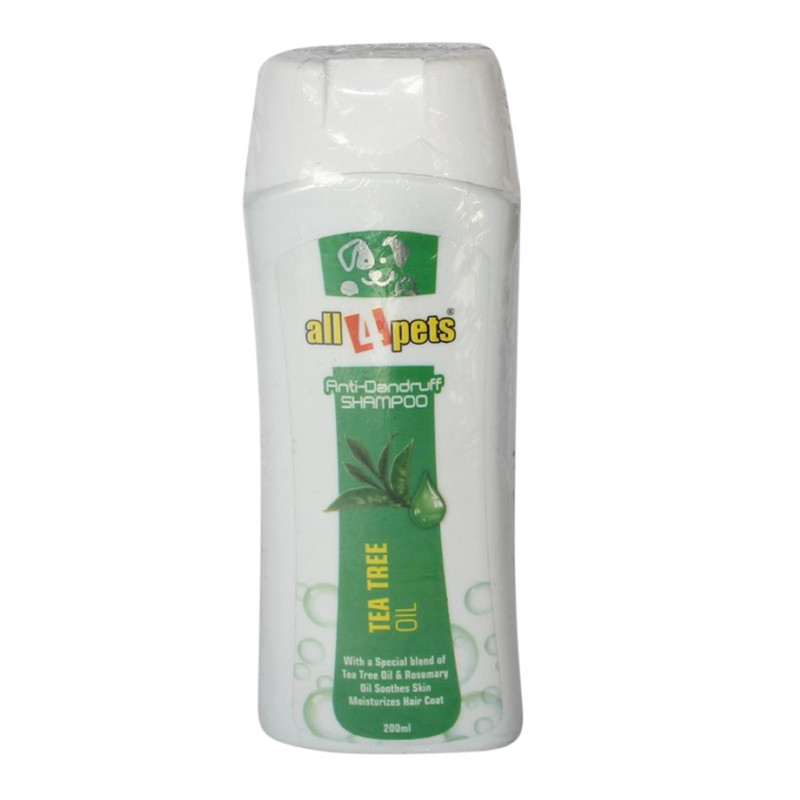 all4pets®
Anti-Dandruff
SHAMPOO
TEA TREE
OIL
With a Special blend of
Tea Tree Oil & Rosemary
Oil Soothes Skin
Moisturizes Hair Coat
200ml